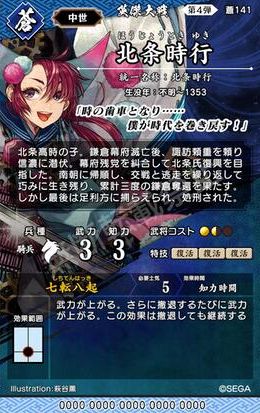 蒼
中世
英傑大戦
第4弾
蒼141
ほうじょうときゆき
北条時行
統一名称：北条時行
生没年：不明～1353
「時の歯車となり……
僕が時代を巻き戻す！」
北条高時の子。鎌倉幕府滅亡後、諏訪頼重を頼り
信濃に潜伏。幕府残党を糾合して北条氏復興を目
指した。南朝に帰順し、交戦と逃走を繰り返して
巧みに生き残り、累計三度の鎌倉奪還を果たす。
しかし最後は足利方に捕らえられ、処刑された。
兵種
武力
知力
武将コスト
騎兵
3
3
特技
復活
復活
復活
しちてんはっき
七転八起
必要士気
5
効果時間
知力時間
効果範囲
武力が上がる。さらに撤退するたびに武力
が上がる。この効果は撤退しても継続する
Illustration:萩谷薫
©SEGA
0000-0000-0000-0000-0000